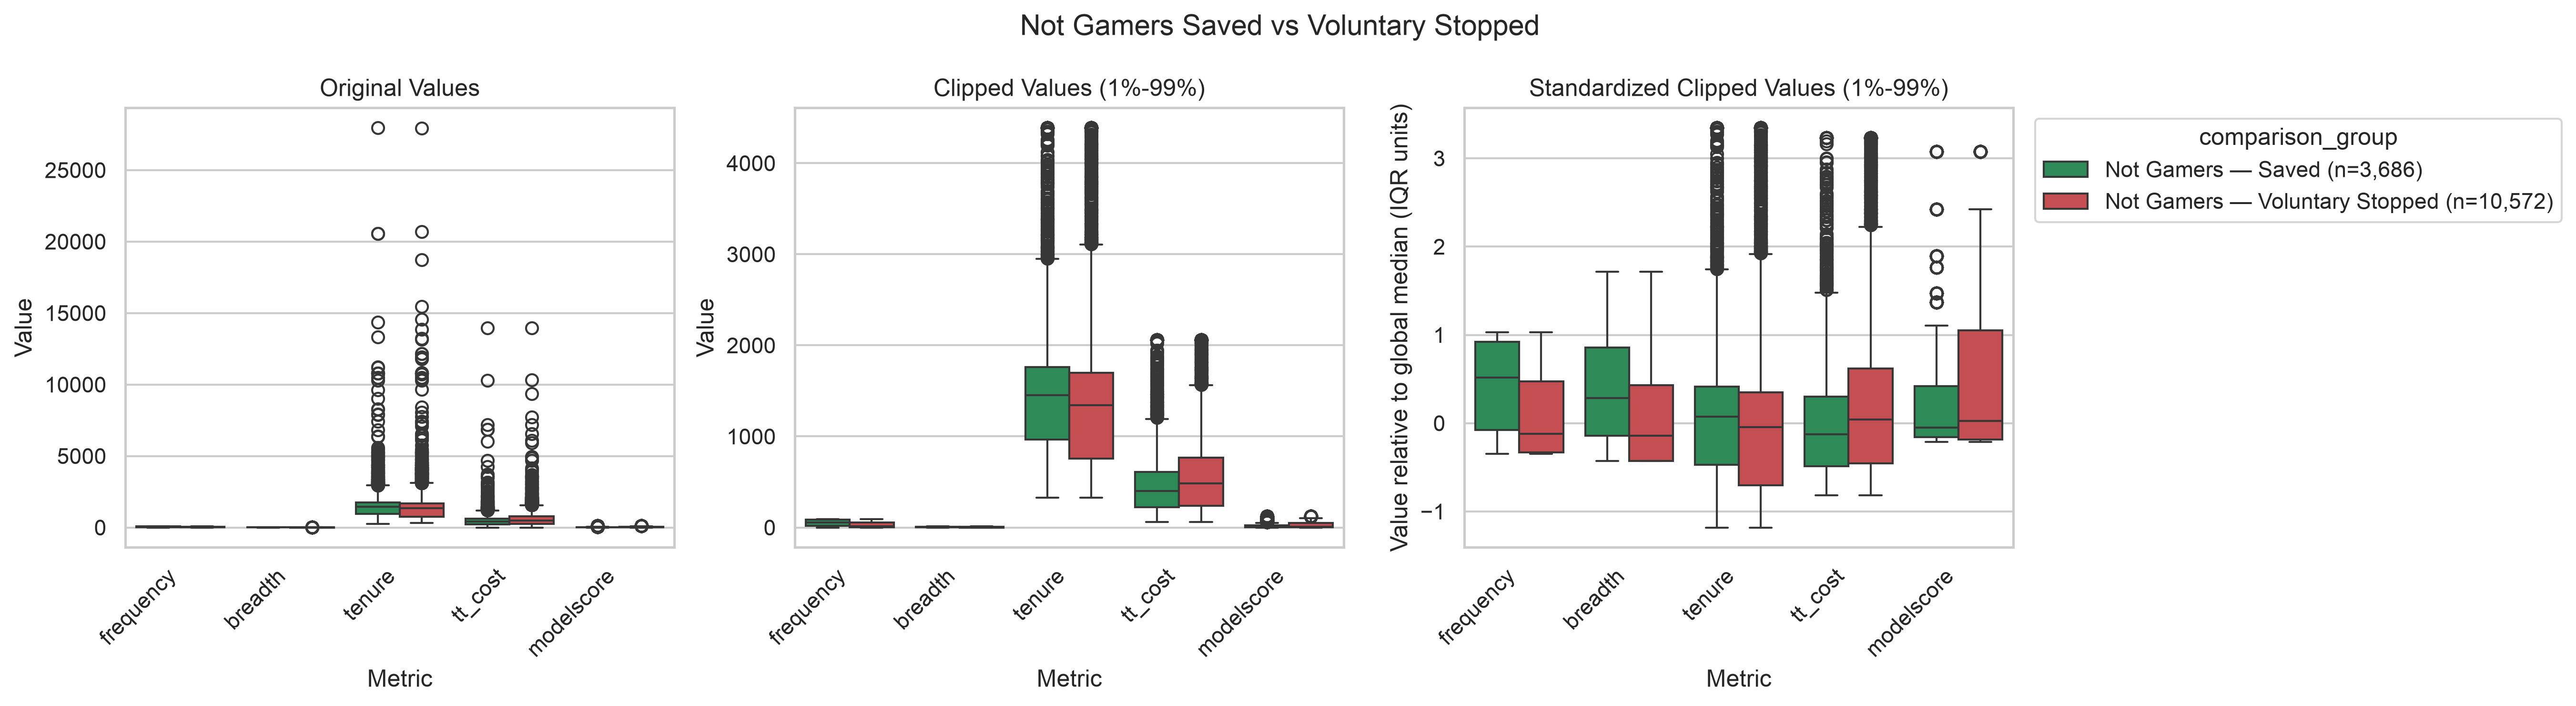 Not Gamers Saved vs Voluntary Stopped
Original Values
Value
25000
20000
15000
10000
5000
0
frequency
breadth
tenure
tt_cost
modelscore
Metric
Clipped Values (1%-99%)
Value
4000
3000
2000
1000
0
frequency
breadth
tenure
tt_cost
modelscore
Metric
Standardized Clipped Values (1%-99%)
Value relative to global median (IQR units)
3
2
1
0
−1
frequency
breadth
tenure
tt_cost
modelscore
Metric
comparison_group
Not Gamers — Saved (n=3,686)
Not Gamers — Voluntary Stopped (n=10,572)